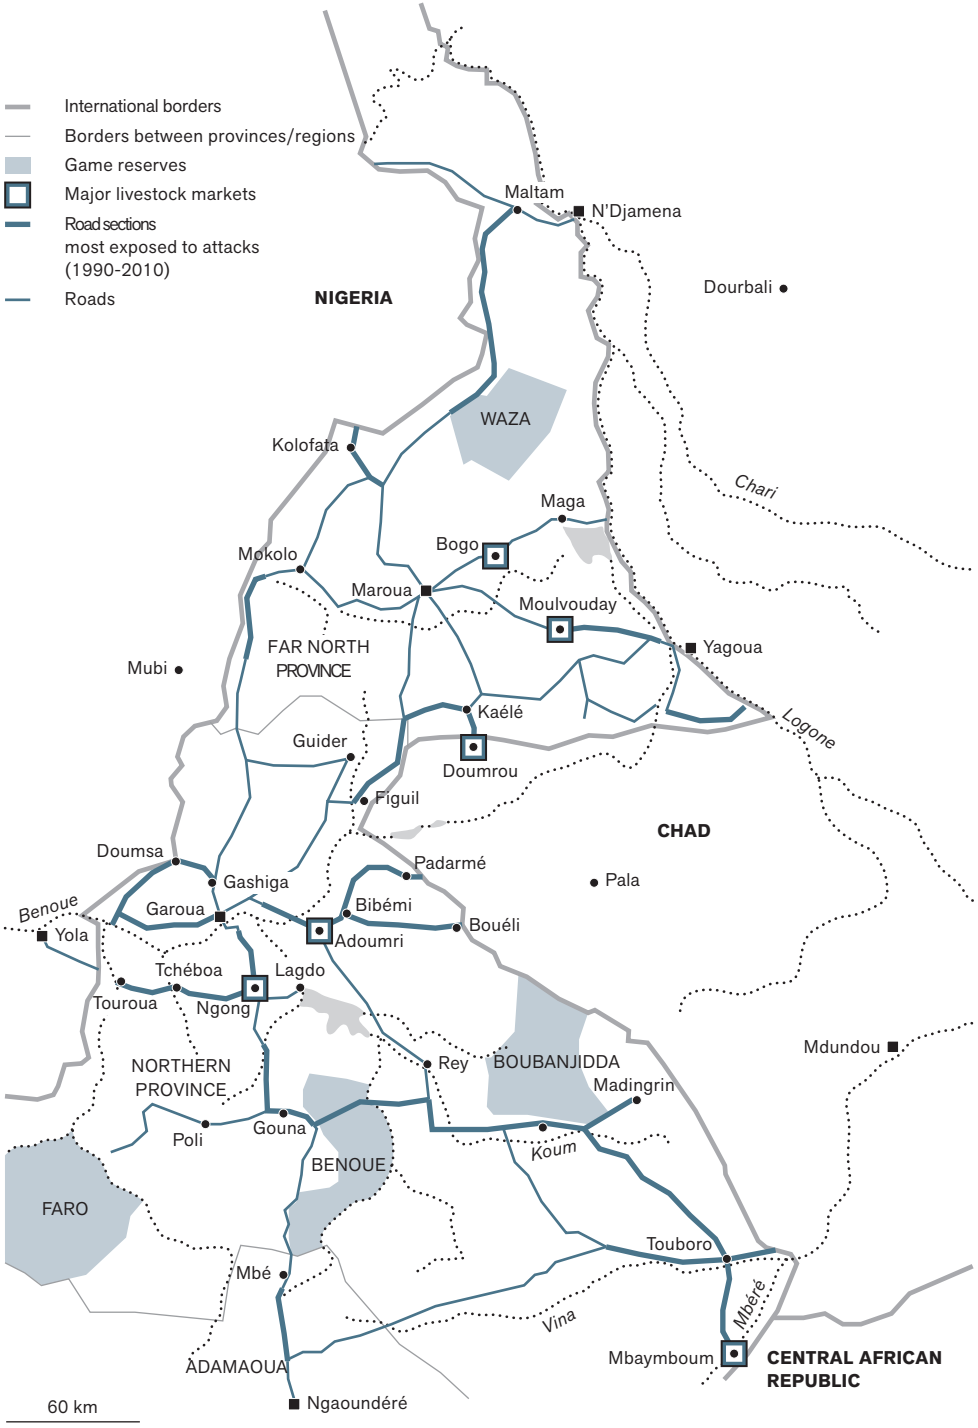 International borders
Borders between provinces/regions
Game reserves
Major livestock markets
Road sections
most exposed to attacks
(1990-2010)
Roads
Maltam
N'Djamena
Dourbali
NIGERIA
WAZA
Kolofata
Chari
Maga
Bogo
Mokolo
Maroua
Moulvouday
FAR NORTH
PROVINCE
Yagoua
Mubi
Kaélé
Logone
Guider
Doumrou
Figuil
CHAD
Doumsa
Padarmé
Gashiga
Pala
Benoue
Garoua
Bibémi
Bouéli
Yola
Adoumri
Tchéboa
Lagdo
Touroua
Ngong
Mdundou
NORTHERN
PROVINCE
Rey
BOUBANJIDDA
Madingrin
Gouna
Poli
Koum
BENOUE
FARO
Touboro
Mbé
Mbéré
Vina
Mbaymboum
CENTRAL AFRICAN
REPUBLIC
ADAMAOUA
Ngaoundéré
60 km